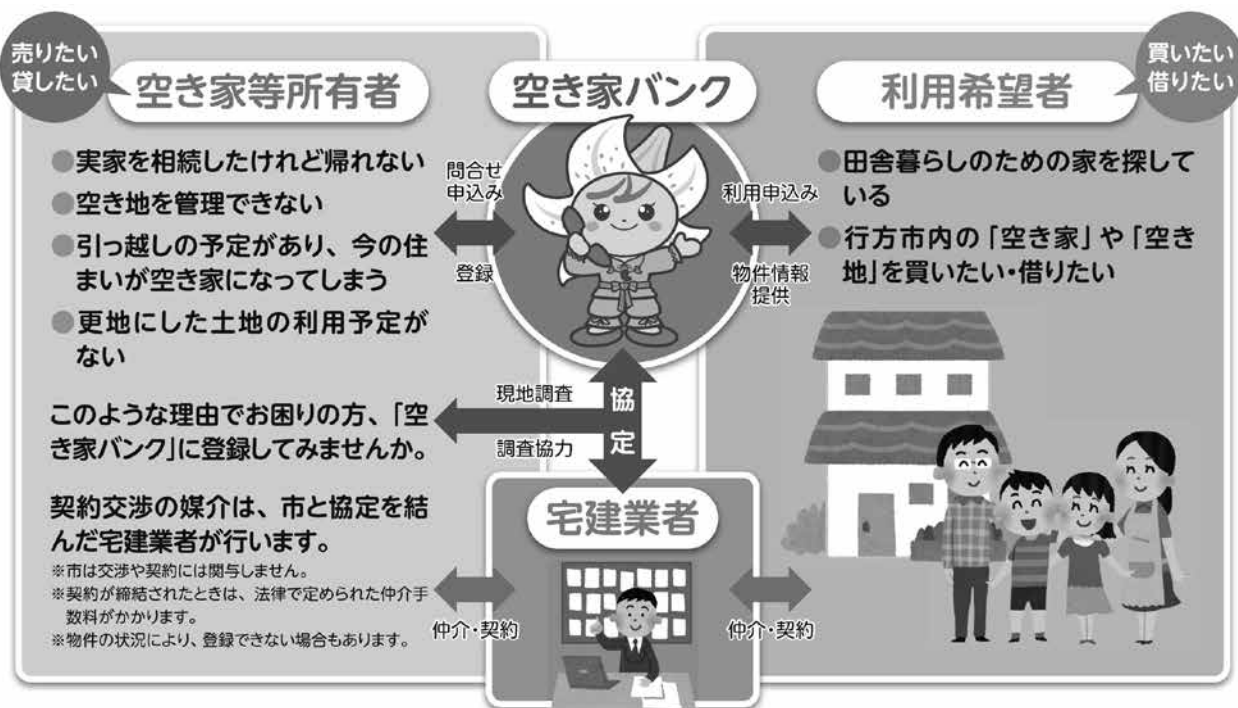 売りたい
貸したい
空き家等所有者
●実家を相続したけれど帰れない
●空き地を管理できない
●引っ越しの予定があり、今の住
まいが空き家になってしまう
●更地にした土地の利用予定が
ない
このような理由でお困りの方、「空
き家バンク」に登録してみませんか。
契約交渉の媒介は、市と協定を結
んだ宅建業者が行います。
※市は交渉や契約には関与しません。
※契約が締結されたときは、法律で定められた仲介手
数料がかかります。
※物件の状況により、登録できない場合もあります。
空き家バンク
問合せ
申込み
登録
利用申込み
物件情報
提供
現地調査
調査協力
協定
宅建業者
仲介・契約
仲介・契約
買いたい
借りたい
利用希望者
●田舎暮らしのための家を探して
いる
●行方市内の「空き家」や「空き
地」を買いたい・借りたい